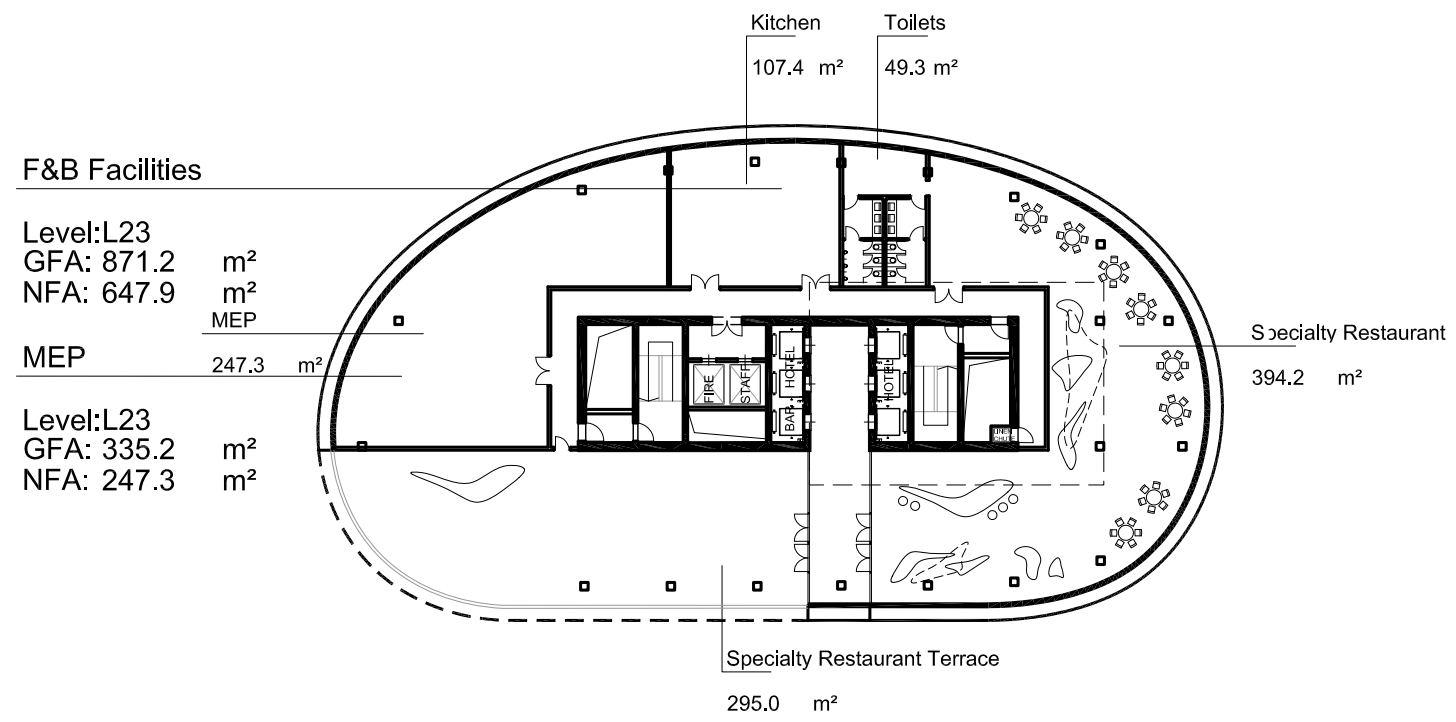 Kitchen
107.4 m²
Toilets
49.3 m²
F&B Facilities
Level:L23
GFA: 871.2 m²
NFA: 647.9 m²
MEP
247.3 m²
MEP
Level:L23
GFA: 335.2 m²
NFA: 247.3 m²
FIRE
STAFF
HOTEL
BAR
HOTEL
LINEN
CHUTE
Specialty Restaurant
394.2 m²
Specialty Restaurant Terrace
295.0 m²